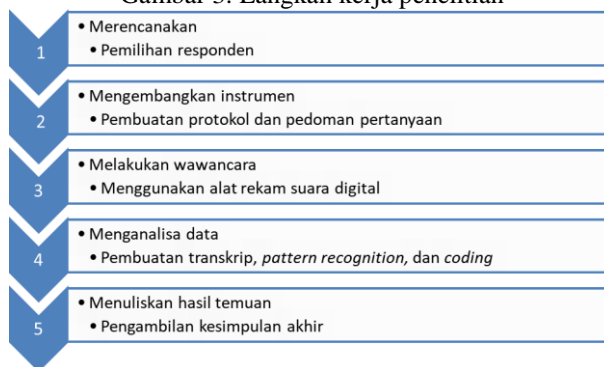 Gambar 3. Langkah kerja penelitian
1
• Merencanakan
• Pemilihan responden
2
• Mengembangkan instrumen
• Pembuatan protokol dan pedoman pertanyaan
3
• Melakukan wawancara
• Menggunakan alat rekam suara digital
4
• Menganalisa data
• Pembuatan transkrip, pattern recognition, dan coding
5
• Menuliskan hasil temuan
• Pengambilan kesimpulan akhir